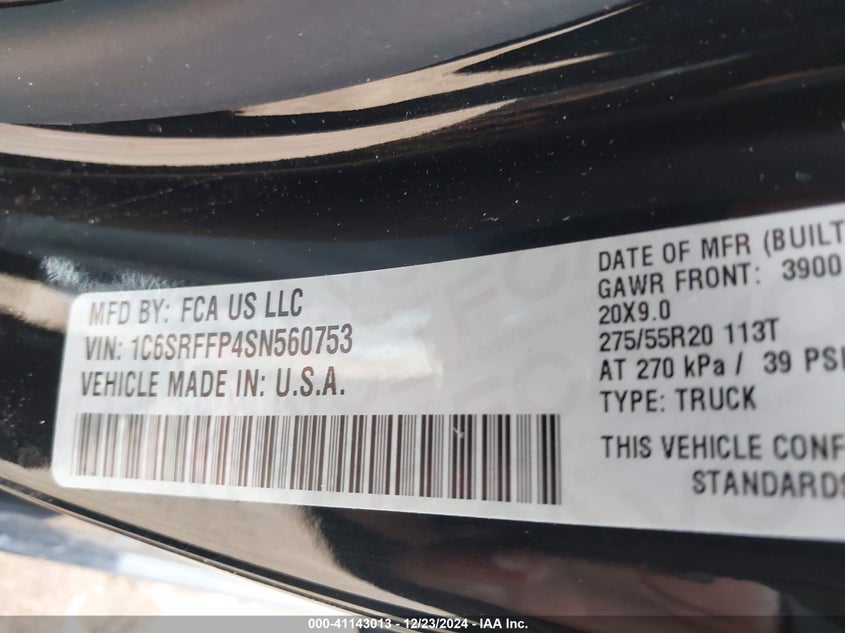 MFD BY: FCA US LLC
VIN: 1C6SRFFP4SN560753
VEHICLE MADE IN: U.S.A.
DATE OF MFR (BUILT
GAWR FRONT: 3900
20X9.0
275/55R20 113T
AT 270 kPa / 39 PSI
TYPE: TRUCK
THIS VEHICLE CONF
STANDARDS
000-41143013 - 12/23/2024 - IAA Inc.